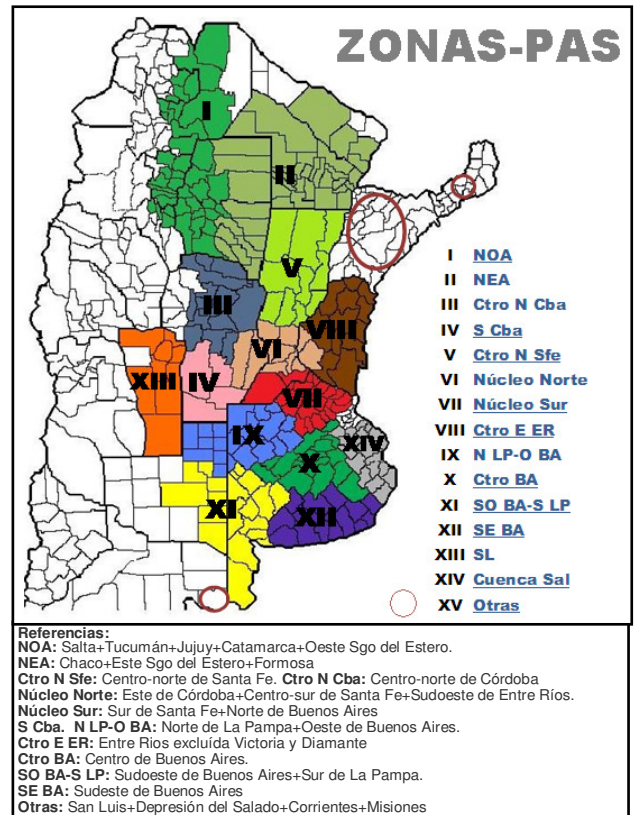 ZONAS-PAS
I
II
III
V
VI
VIII
XIII
IV
VII
IX
XIV
X
XI
XII
I NOA
II NEA
III Ctro N Cba
IV S Cba
V Ctro N Sfe
VI Núcleo Norte
VII Núcleo Sur
VIII Ctro E ER
IX N LP-O BA
X Ctro BA
XI SO BA-S LP
XII SE BA
XIII SL
XIV Cuenca Sal
XV Otras
Referencias:
NOA: Salta+Tucumán+Jujuy+Catamarca+Oeste Sgo del Estero.
NEA: Chaco+Este Sgo del Estero+Formosa
Ctro N Sfe: Centro-norte de Santa Fe. Ctro N Cba: Centro-norte de Córdoba
Núcleo Norte: Este de Córdoba+Centro-sur de Santa Fe+Sudoeste de Entre Ríos.
Núcleo Sur: Sur de Santa Fe+Norte de Buenos Aires
S Cba. N LP-O BA: Norte de La Pampa+Oeste de Buenos Aires.
Ctro E ER: Entre Rios excluída Victoria y Diamante
Ctro BA: Centro de Buenos Aires.
SO BA-S LP: Sudoeste de Buenos Aires+Sur de La Pampa.
SE BA: Sudeste de Buenos Aires
Otras: San Luis+Depresión del Salado+Corrientes+Misiones